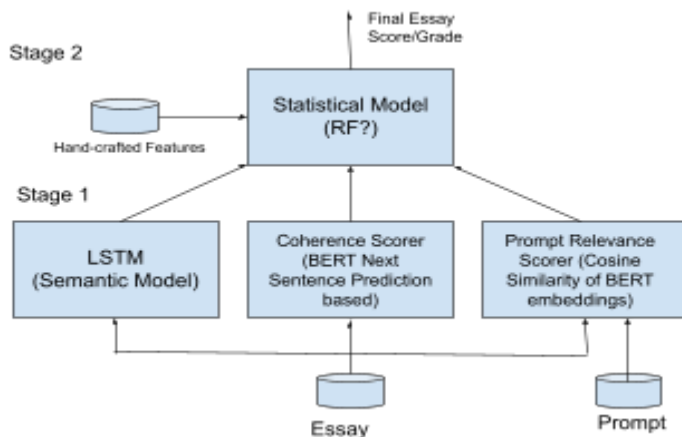 Final Essay
Score/Grade
Stage 2
Statistical Model
(RF?)
Hand-crafted Features
Stage 1
LSTM
(Semantic Model)
Coherence Scorer
(BERT Next
Sentence Prediction
based)
Prompt Relevance
Scorer (Cosine
Similarity of BERT
embeddings)
Essay
Prompt